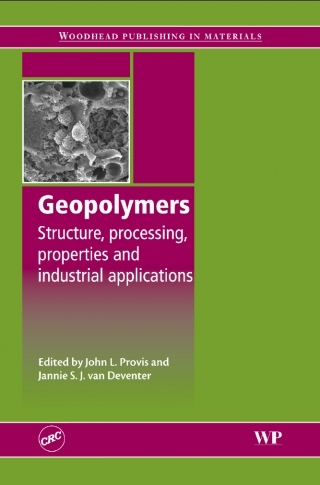 WOODHEAD PUBLISHING IN MATERIALS
Geopolymers
Structure, processing,
properties and
industrial applications
Edited by John L. Provis and
Jannie S. J. van Deventer
CRC
WP